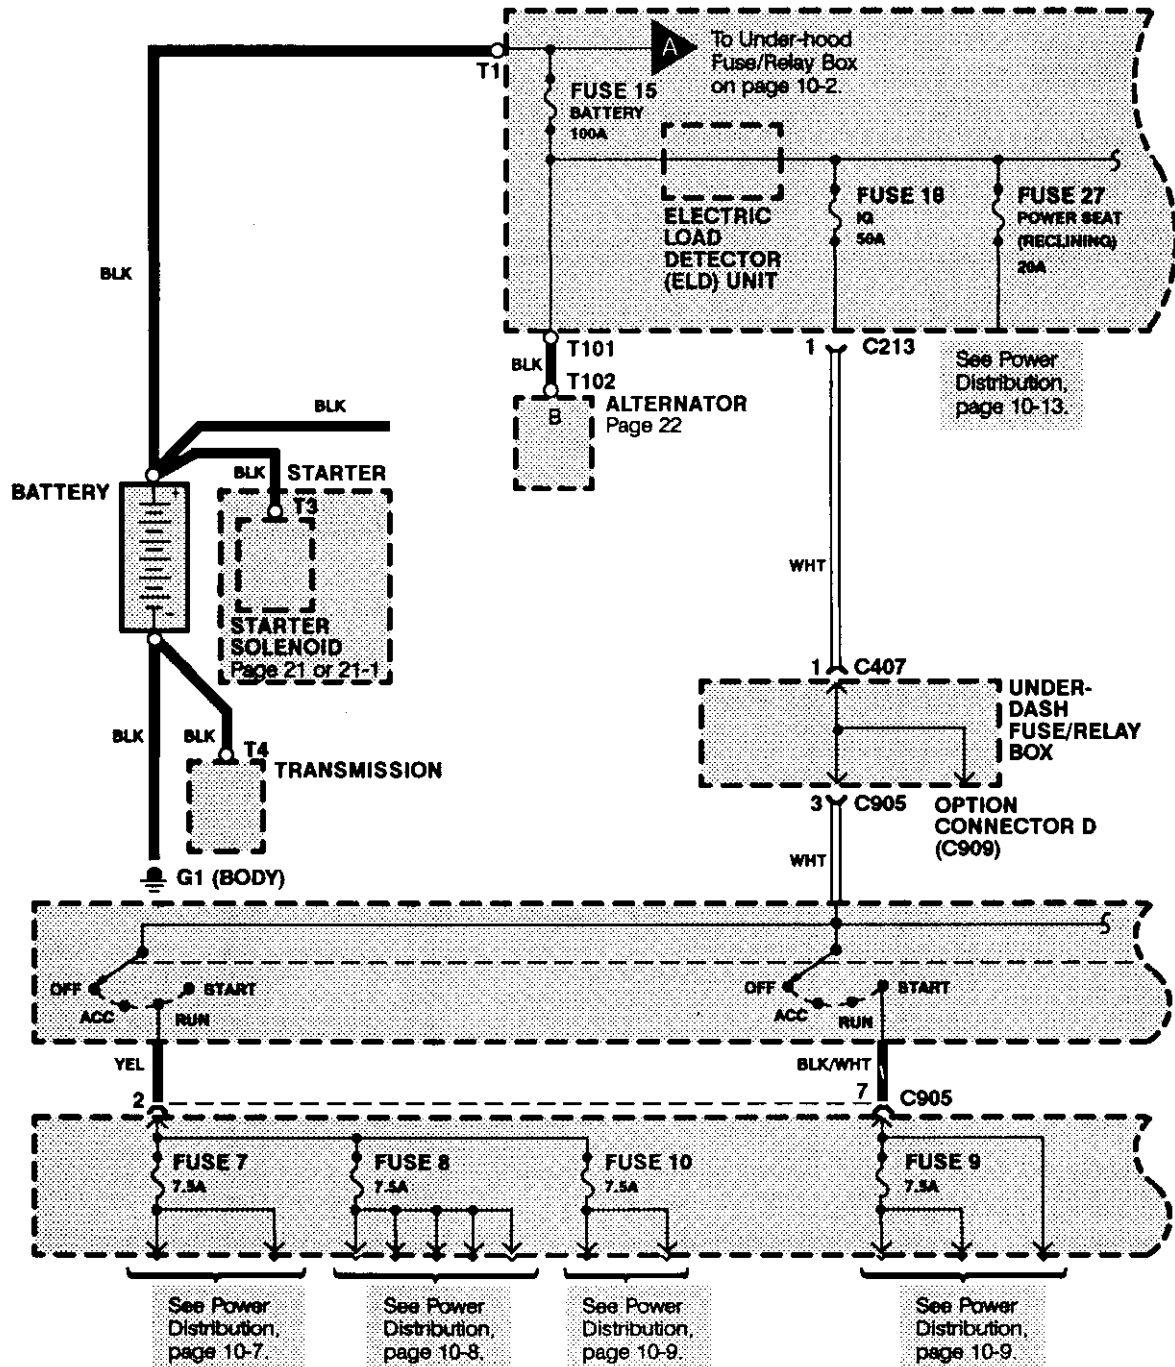 To Under-hood
Fuse/Relay Box
on page 10-2.
A
T1
FUSE 15
BATTERY
100A
FUSE 18
IG
50A
FUSE 27
POWER SEAT
(RECLINING)
20A
ELECTRIC
LOAD
DETECTOR
(ELD) UNIT
BLK
T101
BLK
T102
B
ALTERNATOR
Page 22
1
C213
See Power
Distribution,
page 10-13.
BLK
BLK
STARTER
BATTERY
T3
+
-
STARTER
SOLENOID
Page 21 or 21-1
WHT
1
C407
UNDER-
DASH
FUSE/RELAY
BOX
BLK
BLK
T4
TRANSMISSION
3
C905
OPTION
CONNECTOR D
(C909)
WHT
G1 (BODY)
OFF
ACC
RUN
START
OFF
ACC
RUN
START
YEL
BLK/WHT
2
7
C905
FUSE 7
7.5A
FUSE 8
7.5A
FUSE 10
7.5A
FUSE 9
7.5A
See Power
Distribution,
page 10-7.
See Power
Distribution,
page 10-8.
See Power
Distribution,
page 10-9.
See Power
Distribution,
page 10-9